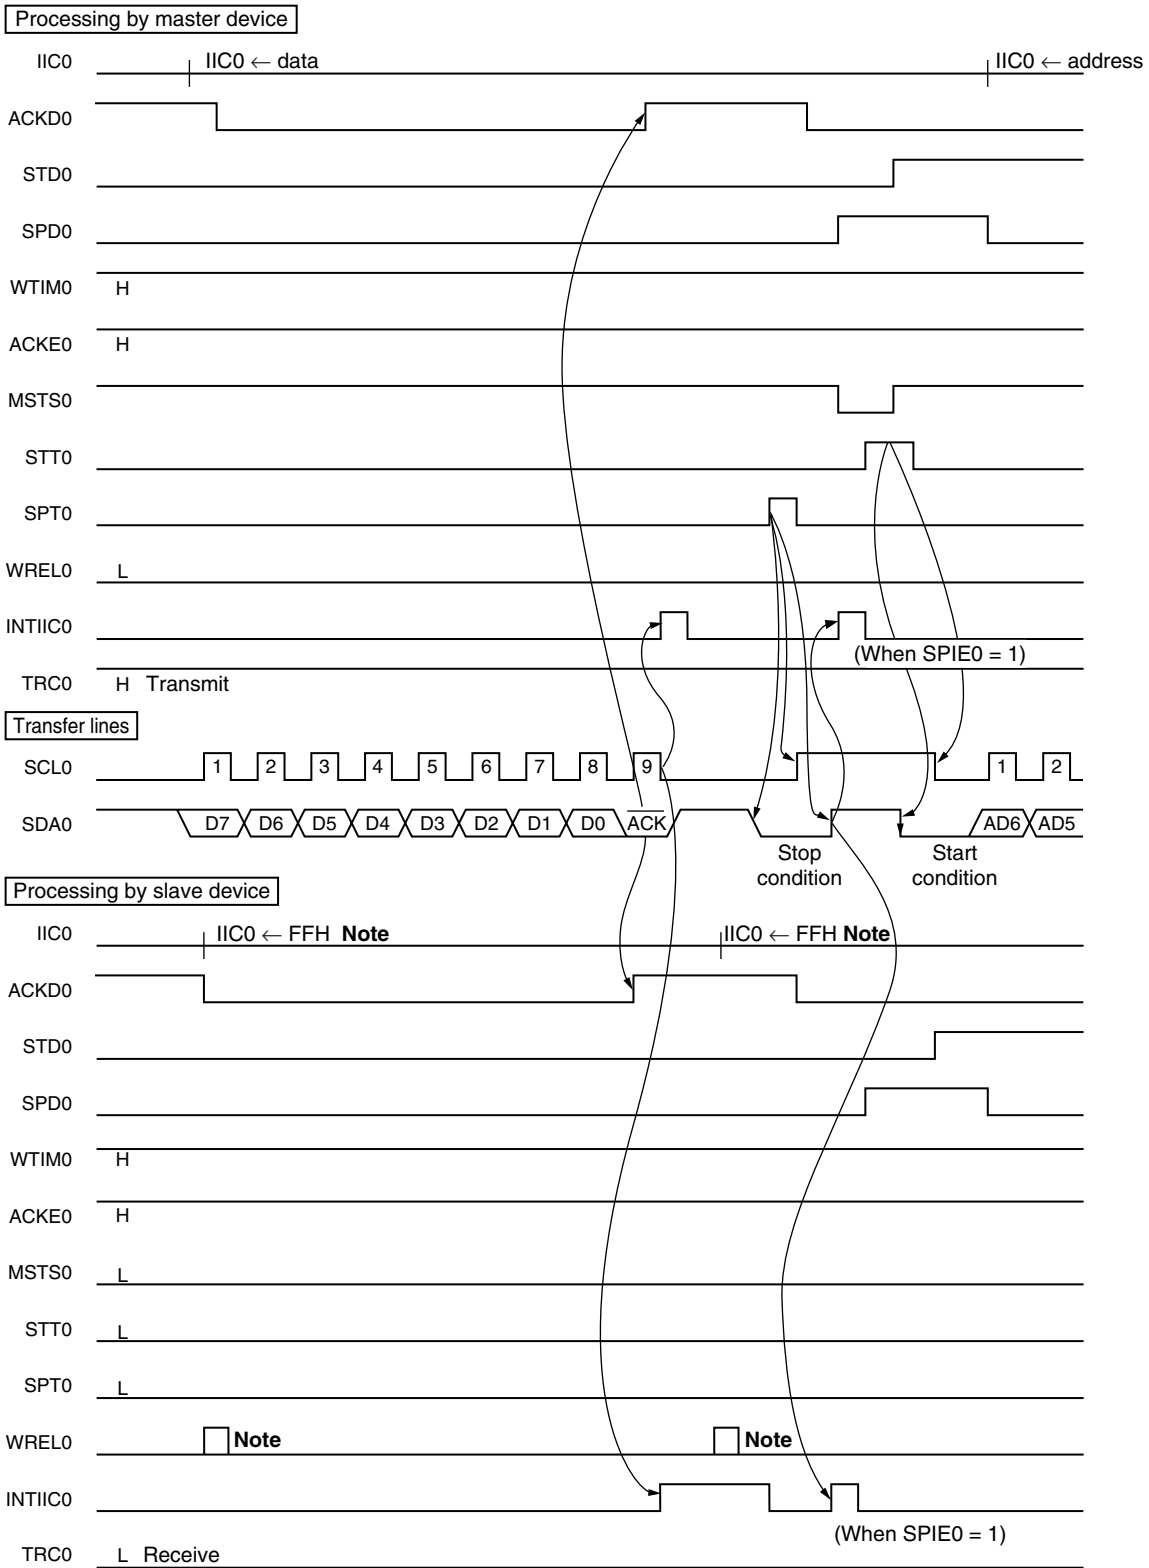 Processing by master device
IIC0 IIC0 ← data IIC0 ← address
ACKD0
STD0
SPD0
WTIM0 H
ACKE0 H
MSTS0
STT0
SPT0
WREL0 L
INTIIC0
(When SPIE0 = 1)
TRC0 H Transmit
Transfer lines
SCL0 1 2 3 4 5 6 7 8 9 1 2
SDA0 D7 D6 D5 D4 D3 D2 D1 D0 ACK AD6 AD5
Stop condition
Start condition
Processing by slave device
IIC0 IIC0 ← FFH Note IIC0 ← FFH Note
ACKD0
STD0
SPD0
WTIM0 H
ACKE0 H
MSTS0 L
STT0 L
SPT0 L
WREL0 Note Note
INTIIC0
(When SPIE0 = 1)
TRC0 L Receive